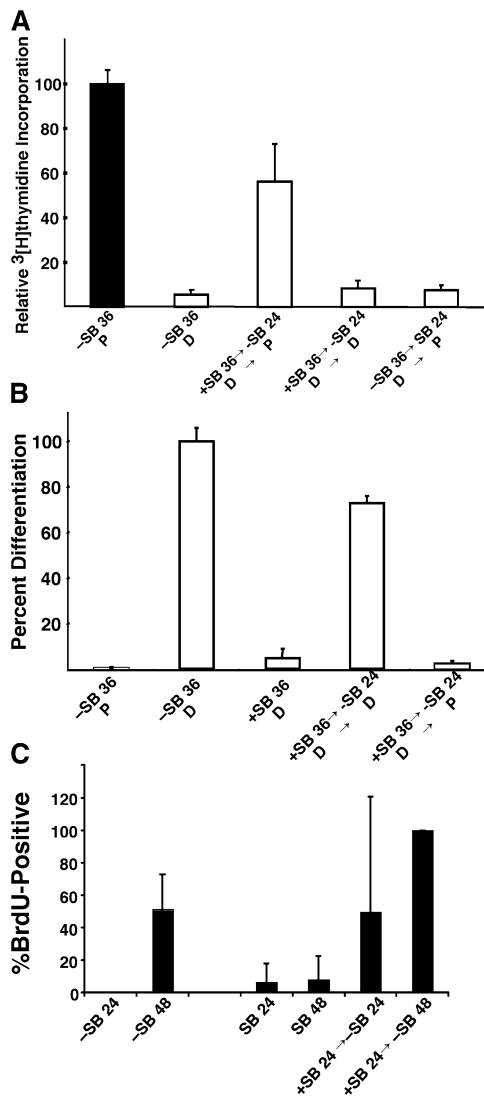 A
Relative ³[H]thymidine Incorporation
100
80
60
40
20
–SB 36
P
–SB 36
D
+SB 36→ -SB 24
D → P
+SB 36→ -SB 24
D → D
–SB 36→ SB 24
D → P
B
Percent Differentiation
100
80
60
40
20
–SB 36
P
–SB 36
D
+SB 36
D
+SB 36→ -SB 24
D → D
+SB 36→ -SB 24
D → P
C
%BrdU-Positive
120
100
80
60
40
20
0
–SB 24
–SB 48
SB 24
SB 48
+SB 24→–SB 24
+SB 24→ –SB 48